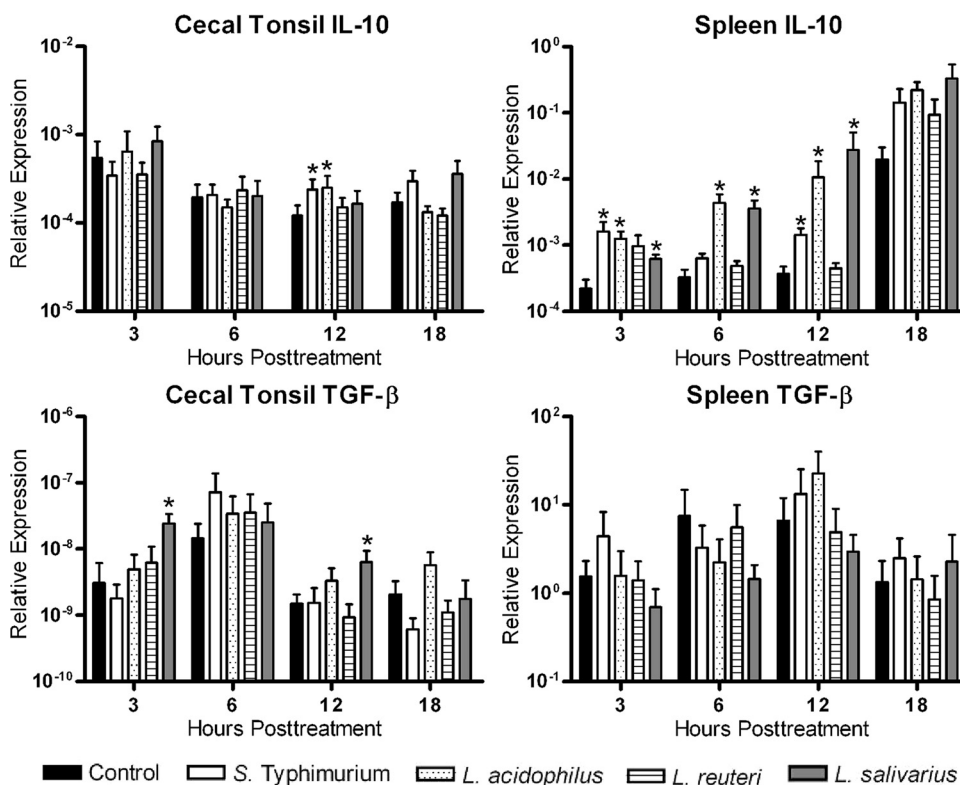 Cecal Tonsil IL-10
Relative Expression
10⁻²
10⁻³
10⁻⁴
10⁻⁵
* *
3 6 12 18
Hours Posttreatment
Spleen IL-10
Relative Expression
10⁰
10⁻¹
10⁻²
10⁻³
10⁻⁴
* * * * * * * *
3 6 12 18
Hours Posttreatment
Cecal Tonsil TGF-β
Relative Expression
10⁻⁶
10⁻⁷
10⁻⁸
10⁻⁹
10⁻¹⁰
* *
3 6 12 18
Hours Posttreatment
Spleen TGF-β
Relative Expression
10²
10¹
10⁰
10⁻¹
3 6 12 18
Hours Posttreatment
Control S. Typhimurium L. acidophilus L. reuteri L. salivarius